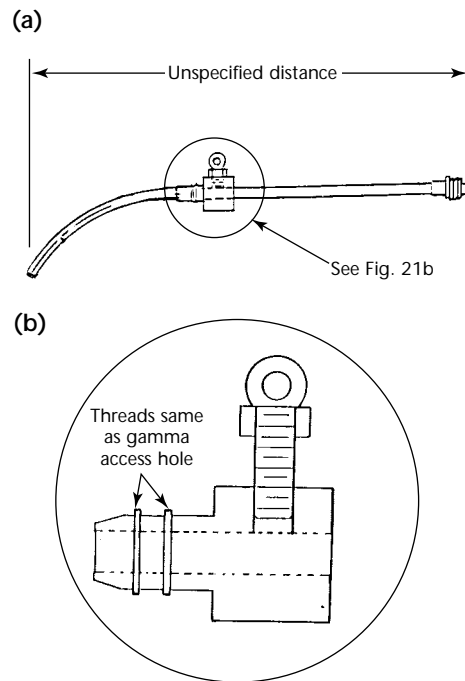 (a)
Unspecified distance
See Fig. 21b
(b)
Threads same
as gamma
access hole